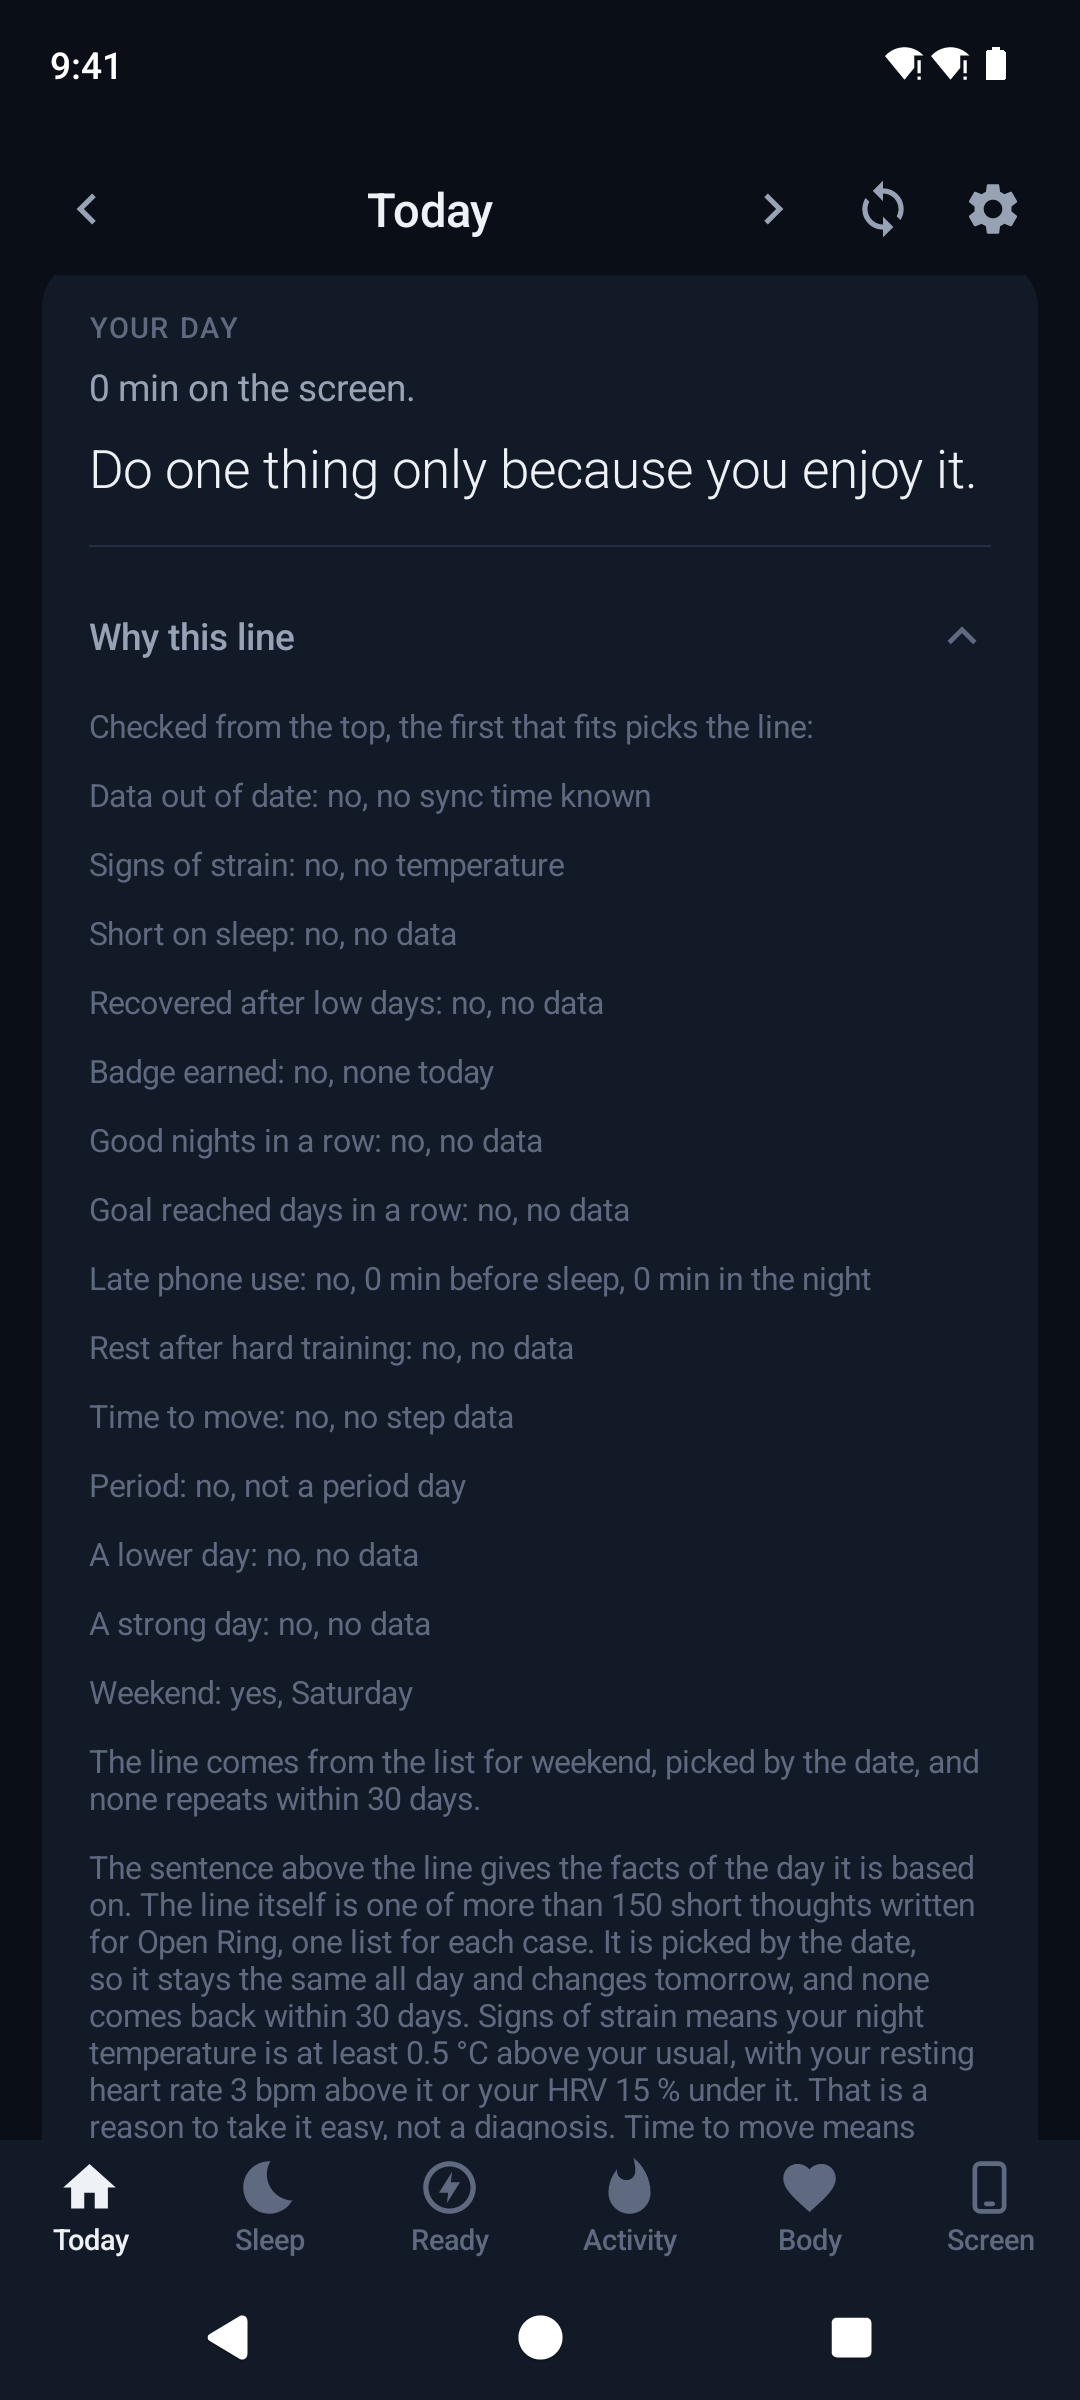 9:41
Today
YOUR DAY
0 min on the screen.
Do one thing only because you enjoy it.
Why this line
Checked from the top, the first that fits picks the line:
Data out of date: no, no sync time known
Signs of strain: no, no temperature
Short on sleep: no, no data
Recovered after low days: no, no data
Badge earned: no, none today
Good nights in a row: no, no data
Goal reached days in a row: no, no data
Late phone use: no, 0 min before sleep, 0 min in the night
Rest after hard training: no, no data
Time to move: no, no step data
Period: no, not a period day
A lower day: no, no data
A strong day: no, no data
Weekend: yes, Saturday
The line comes from the list for weekend, picked by the date, and
none repeats within 30 days.
The sentence above the line gives the facts of the day it is based
on. The line itself is one of more than 150 short thoughts written
for Open Ring, one list for each case. It is picked by the date,
so it stays the same all day and changes tomorrow, and none
comes back within 30 days. Signs of strain means your night
temperature is at least 0.5 °C above your usual, with your resting
heart rate 3 bpm above it or your HRV 15 % under it. That is a
reason to take it easy, not a diagnosis. Time to move means
Today
Sleep
Ready
Activity
Body
Screen